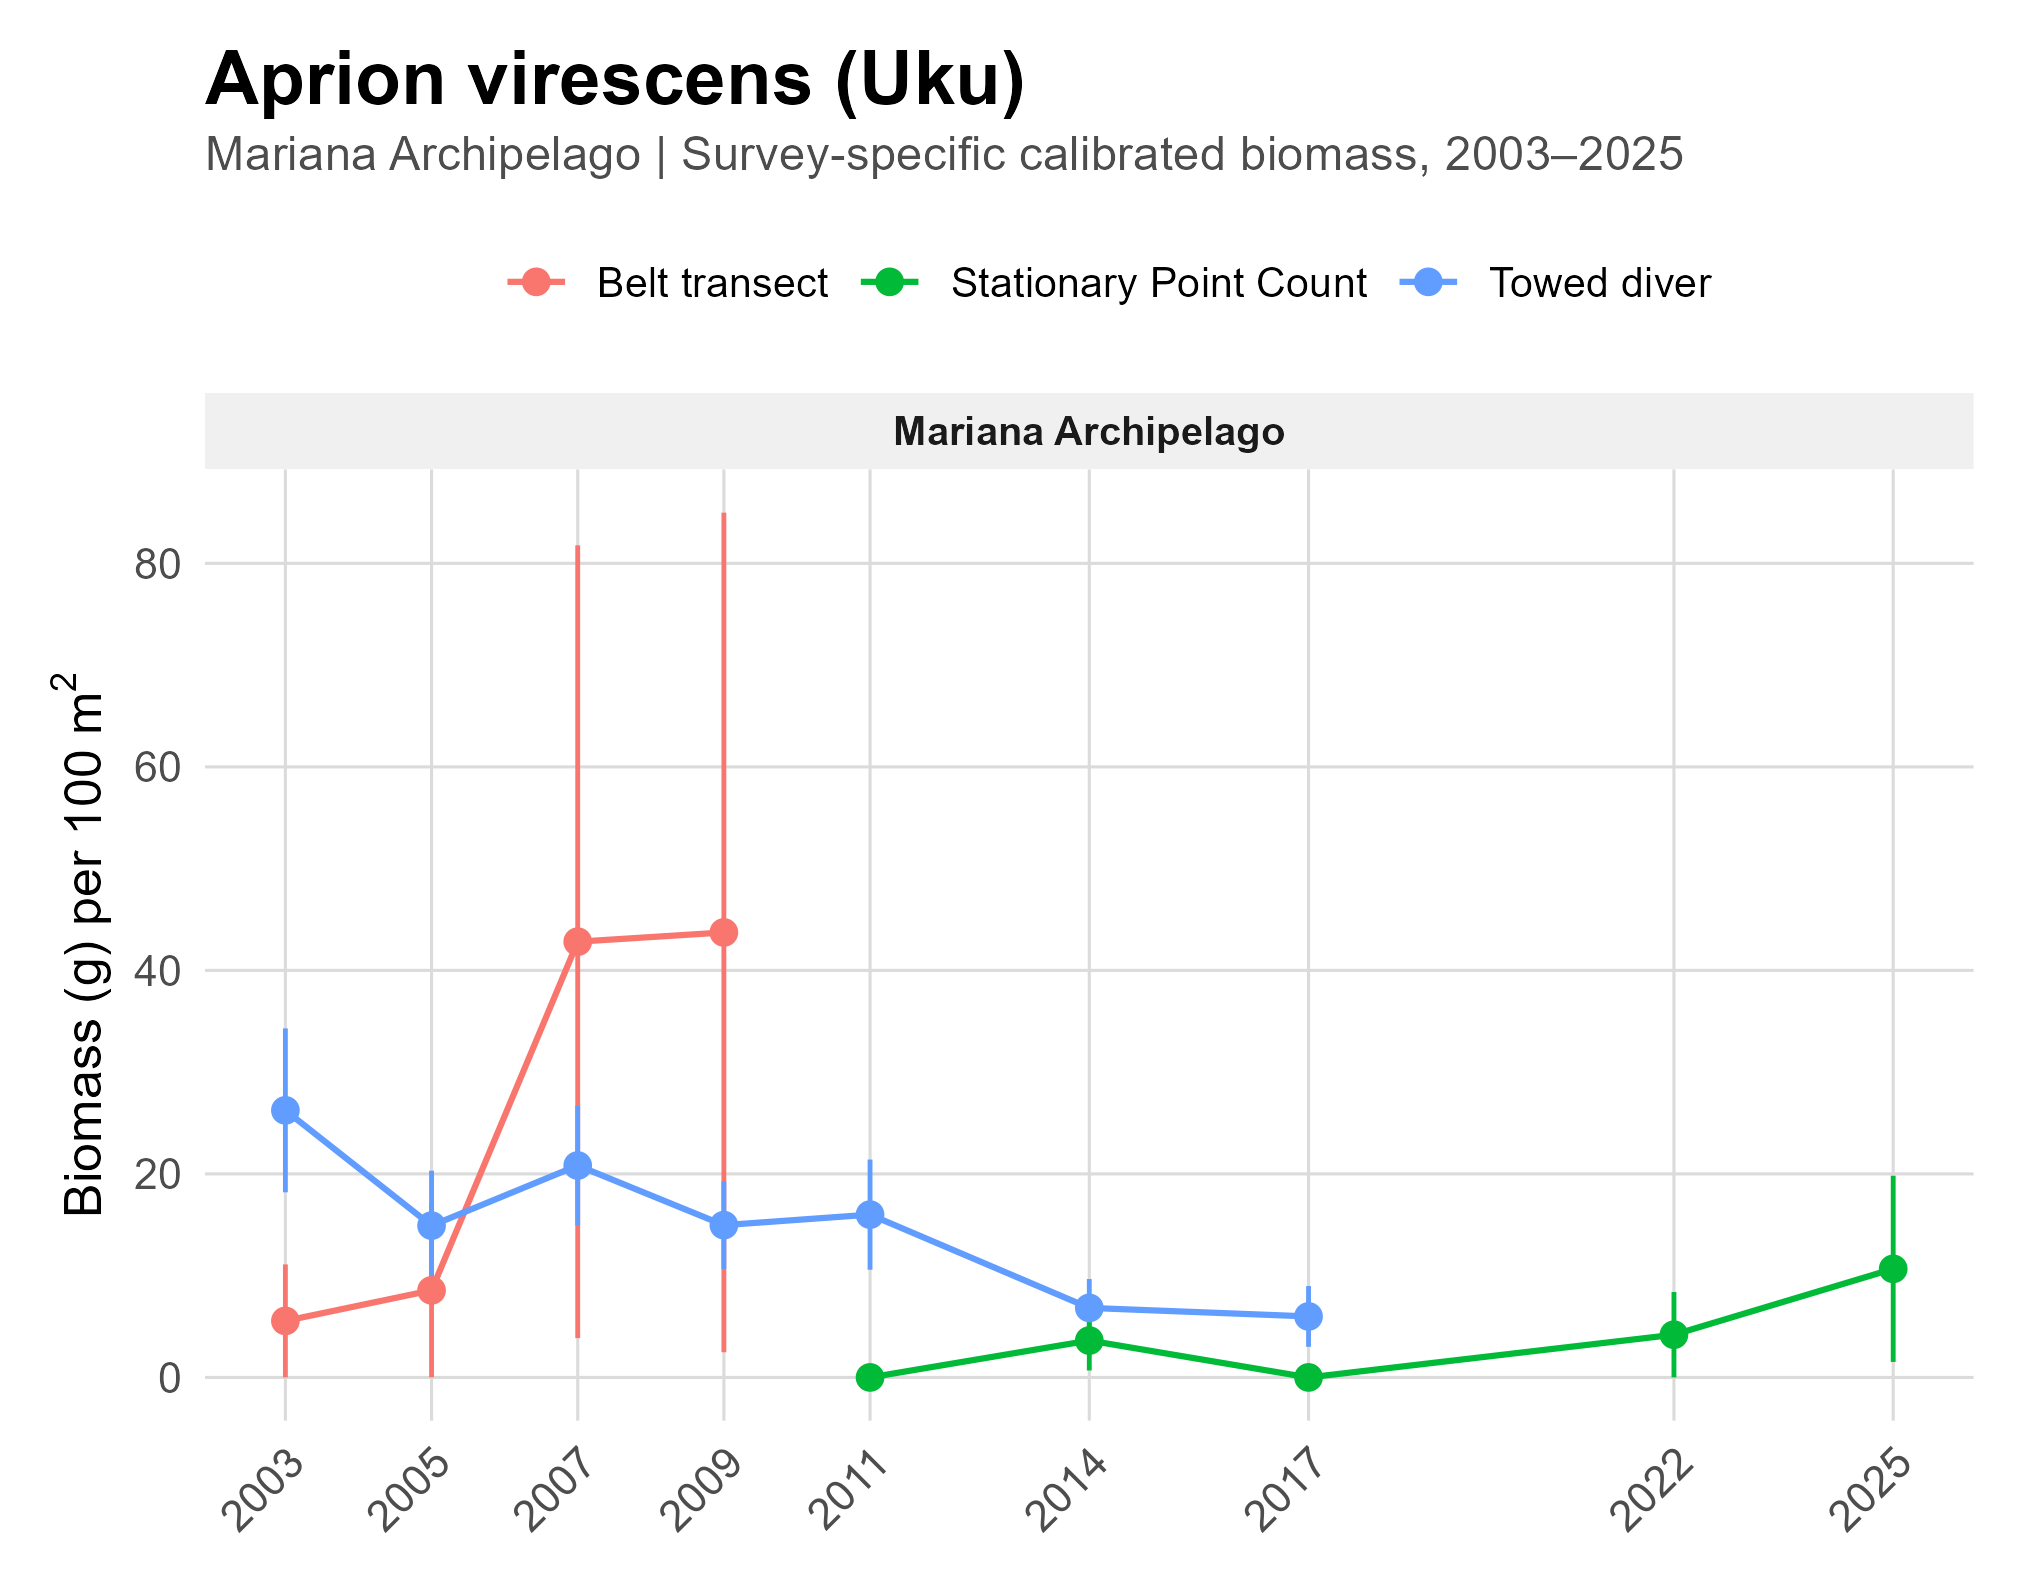 Aprion virescens (Uku)
Mariana Archipelago | Survey-specific calibrated biomass, 2003–2025
Belt transect Stationary Point Count Towed diver
Mariana Archipelago
Biomass (g) per 100 m²
80
60
40
20
0
2003 2005 2007 2009 2011 2014 2017 2022 2025